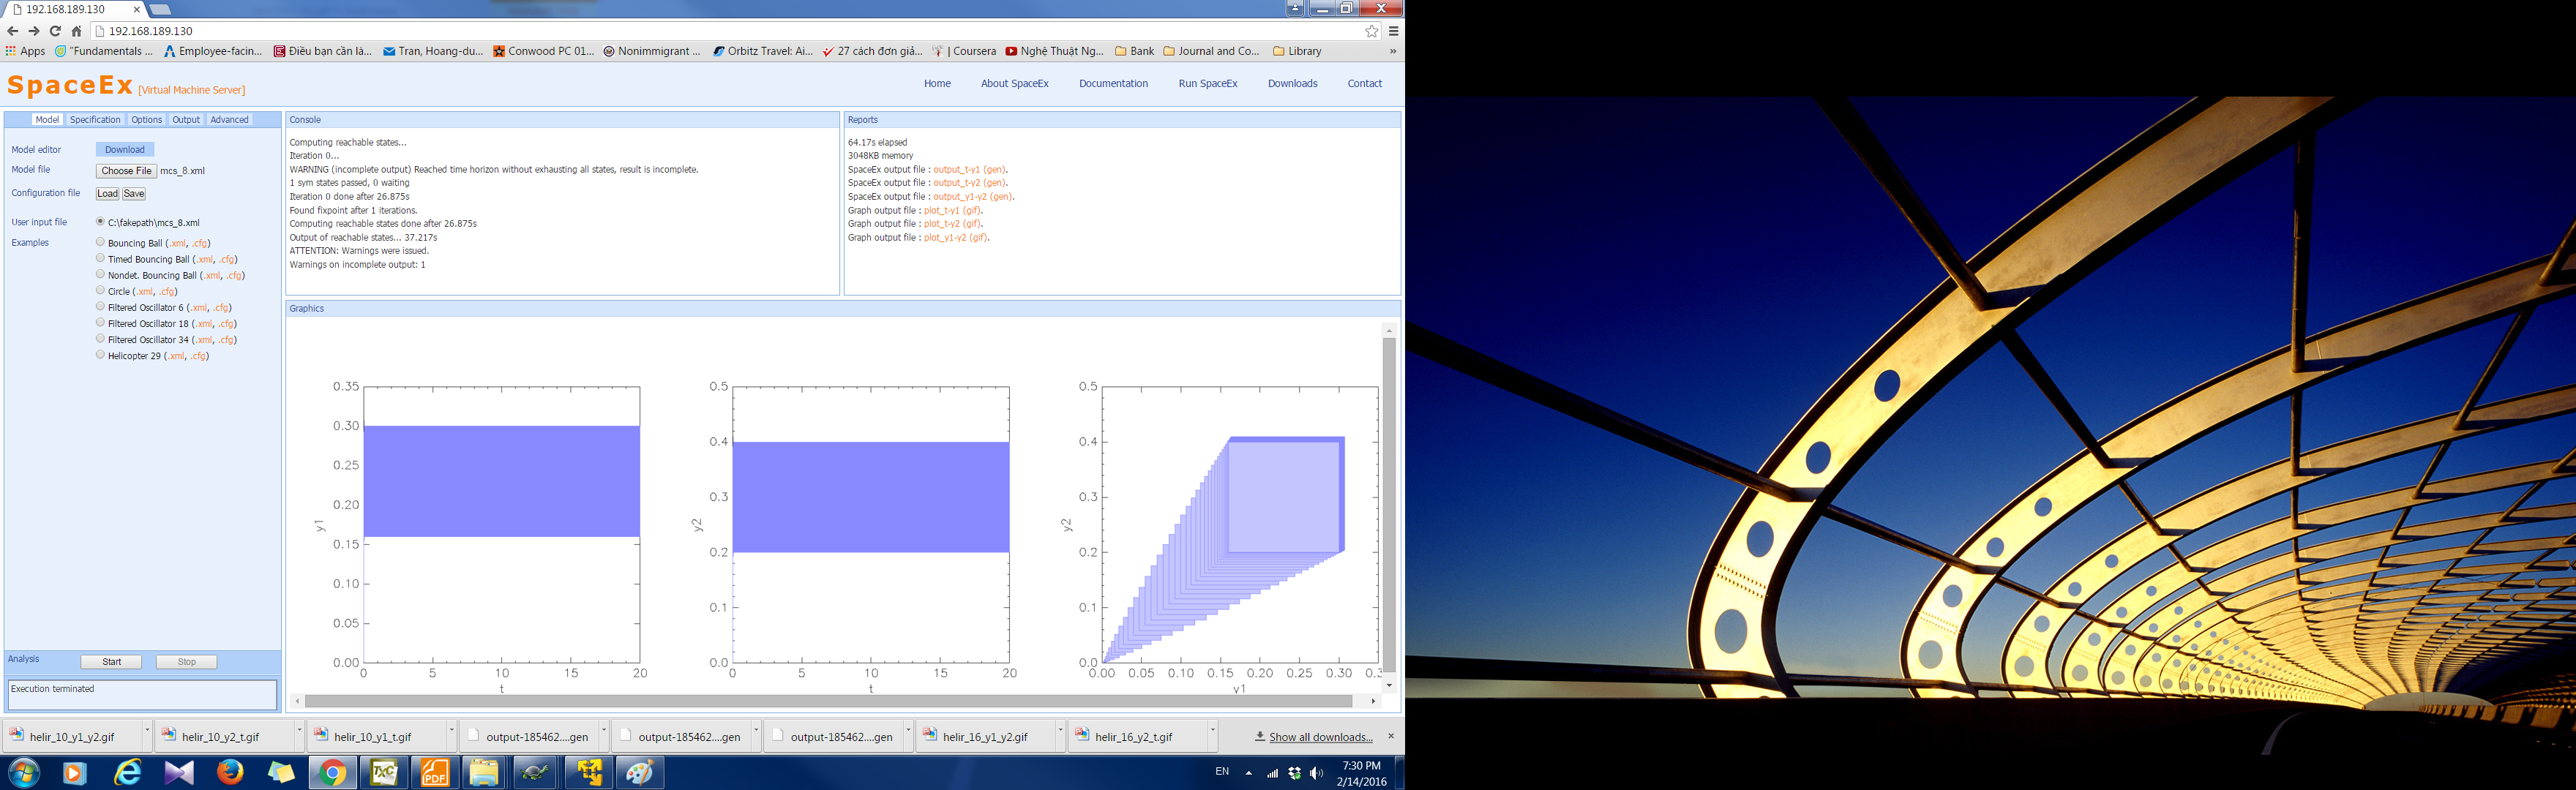 192.168.189.130
192.168.189.130
Apps "Fundamentals ... Employee-facin... Điều bạn cần là... Tran, Hoang-du... Conwood PC 01... Nonimmigrant ... Orbitz Travel: Ai... 27 cách đơn giả... | Coursera Nghệ Thuật Ng... Bank Journal and Co... Library »
SpaceEx [Virtual Machine Server]
Home About SpaceEx Documentation Run SpaceEx Downloads Contact
Model Specification Options Output Advanced
Model editor Download
Model file Choose File mcs_8.xml
Configuration file Load Save
User input file C:\fakepath\mcs_8.xml
Examples Bouncing Ball (.xml, .cfg)
Timed Bouncing Ball (.xml, .cfg)
Nondet. Bouncing Ball (.xml, .cfg)
Circle (.xml, .cfg)
Filtered Oscillator 6 (.xml, .cfg)
Filtered Oscillator 18 (.xml, .cfg)
Filtered Oscillator 34 (.xml, .cfg)
Helicopter 29 (.xml, .cfg)
Analysis Start Stop
Execution terminated
Console
Computing reachable states...
Iteration 0...
WARNING (incomplete output) Reached time horizon without exhausting all states, result is incomplete.
1 sym states passed, 0 waiting
Iteration 0 done after 26.875s
Found fixpoint after 1 iterations.
Computing reachable states done after 26.875s
Output of reachable states... 37.217s
ATTENTION: Warnings were issued.
Warnings on incomplete output: 1
Reports
64.17s elapsed
3048KB memory
SpaceEx output file : output_t-y1 (gen).
SpaceEx output file : output_t-y2 (gen).
SpaceEx output file : output_y1-y2 (gen).
Graph output file : plot_t-y1 (gif).
Graph output file : plot_t-y2 (gif).
Graph output file : plot_y1-y2 (gif).
Graphics
0.35
0.30
0.25
0.20
0.15
0.10
0.05
0.00
y1
0 5 10 15 20
t
0.5
0.4
0.3
0.2
0.1
0.0
y2
0 5 10 15 20
t
0.5
0.4
0.3
0.2
0.1
0.0
y2
0.00 0.05 0.10 0.15 0.20 0.25 0.30 0.3
y1
helir_10_y1_y2.gif helir_10_y2_t.gif helir_10_y1_t.gif output-185462....gen output-185462....gen output-185462....gen helir_16_y1_y2.gif helir_16_y2_t.gif Show all downloads...
TXC PDF
EN 7:30 PM
2/14/2016